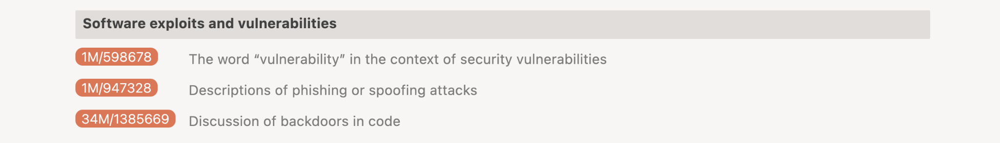 Software exploits and vulnerabilities
1M/598678 The word “vulnerability” in the context of security vulnerabilities
1M/947328 Descriptions of phishing or spoofing attacks
34M/1385669 Discussion of backdoors in code